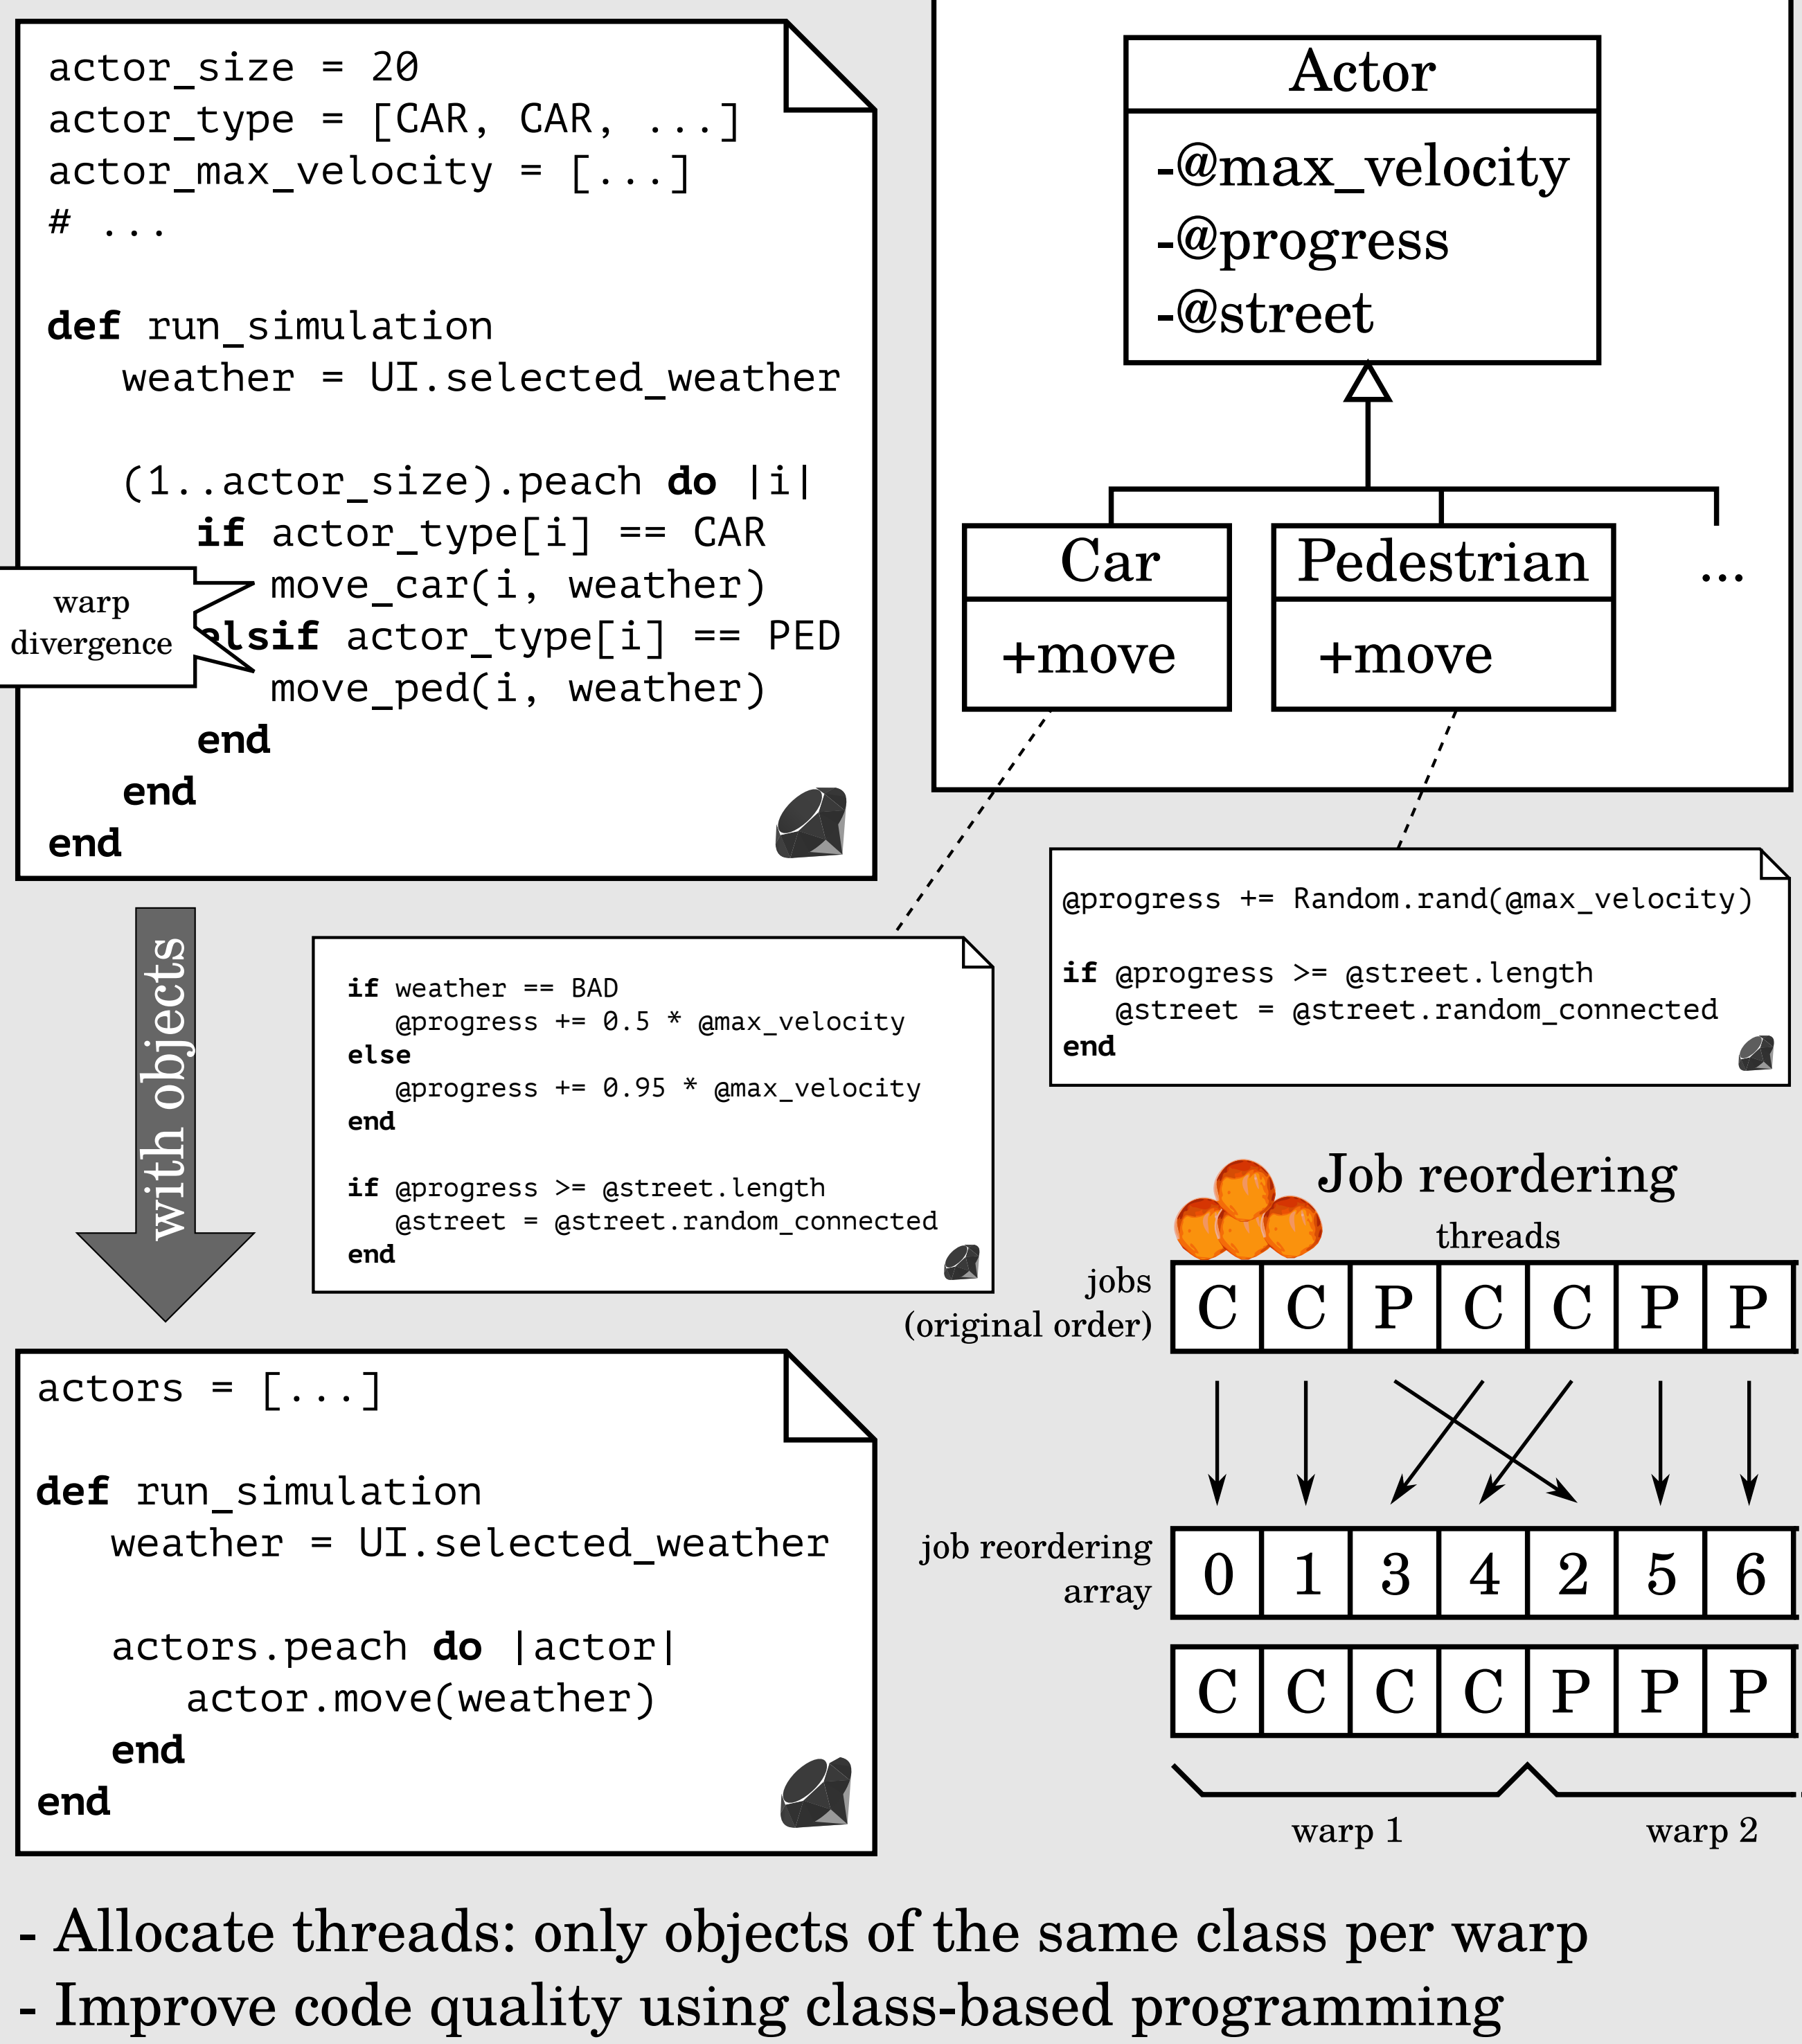 actor_size = 20
actor_type = [CAR, CAR, ...]
actor_max_velocity = [...]
# ...
def run_simulation
weather = UI.selected_weather
(1..actor_size).peach do |i|
if actor_type[i] == CAR
move_car(i, weather)
elsif actor_type[i] == PED
move_ped(i, weather)
end
end
end
warp
divergence
Actor
-@max_velocity
-@progress
-@street
Car
+move
Pedestrian
+move
...
@progress += Random.rand(@max_velocity)
if @progress >= @street.length
@street = @street.random_connected
end
with objects
if weather == BAD
@progress += 0.5 * @max_velocity
else
@progress += 0.95 * @max_velocity
end
if @progress >= @street.length
@street = @street.random_connected
end
actors = [...]
def run_simulation
weather = UI.selected_weather
actors.peach do |actor|
actor.move(weather)
end
end
Job reordering
threads
jobs
(original order)
C C P C C P P
job reordering
array
0 1 3 4 2 5 6
C C C C P P P
warp 1 warp 2
- Allocate threads: only objects of the same class per warp
- Improve code quality using class-based programming